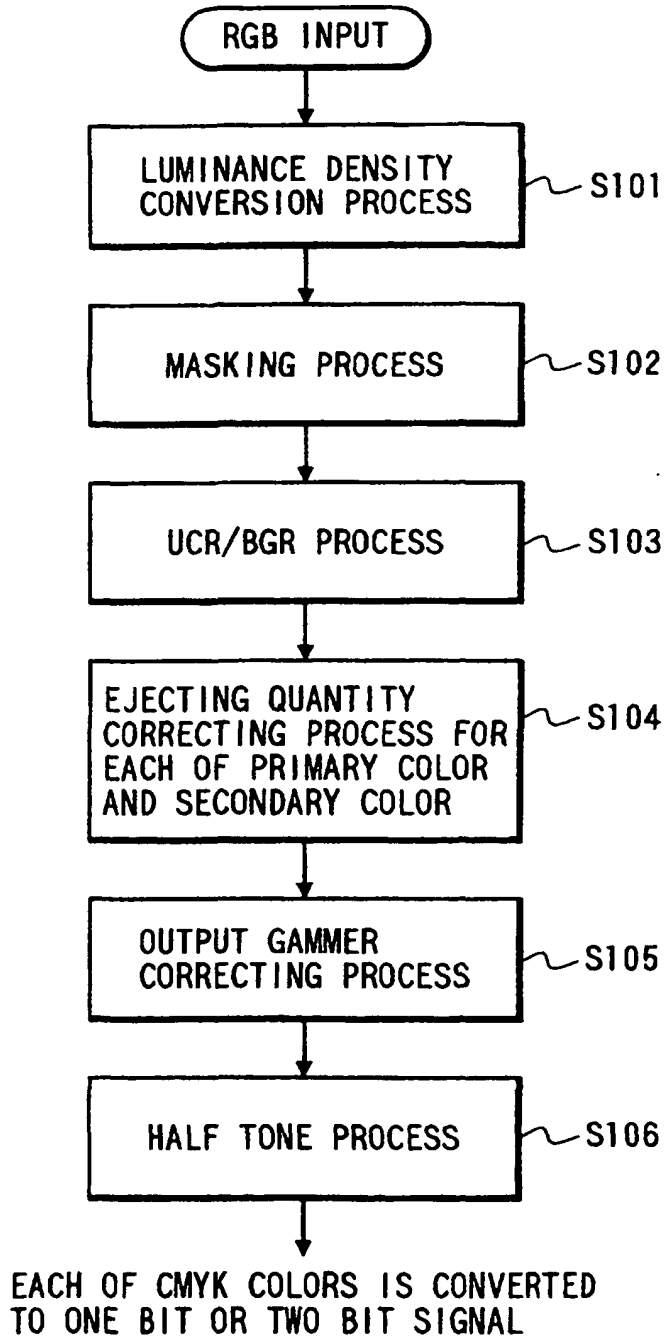 RGB INPUT
LUMINANCE DENSITY
CONVERSION PROCESS
S101
MASKING PROCESS
S102
UCR/BGR PROCESS
S103
EJECTING QUANTITY
CORRECTING PROCESS FOR
EACH OF PRIMARY COLOR
AND SECONDARY COLOR
S104
OUTPUT GAMMER
CORRECTING PROCESS
S105
HALF TONE PROCESS
S106
EACH OF CMYK COLORS IS CONVERTED
TO ONE BIT OR TWO BIT SIGNAL